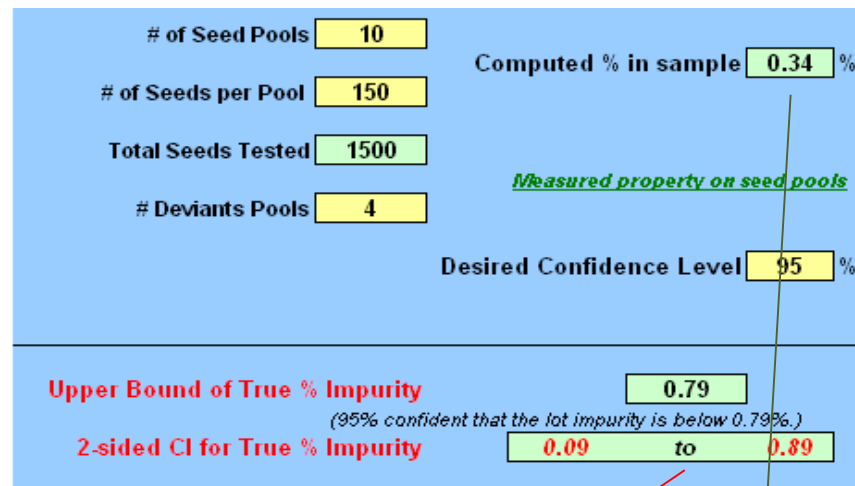 # of Seed Pools 10
Computed % in sample 0.34 %
# of Seeds per Pool 150
Total Seeds Tested 1500
Measured property on seed pools
# Deviants Pools 4
Desired Confidence Level 95 %
Upper Bound of True % Impurity 0.79
(95% confident that the lot impurity is below 0.79%.)
2-sided CI for True % Impurity 0.09 to 0.89